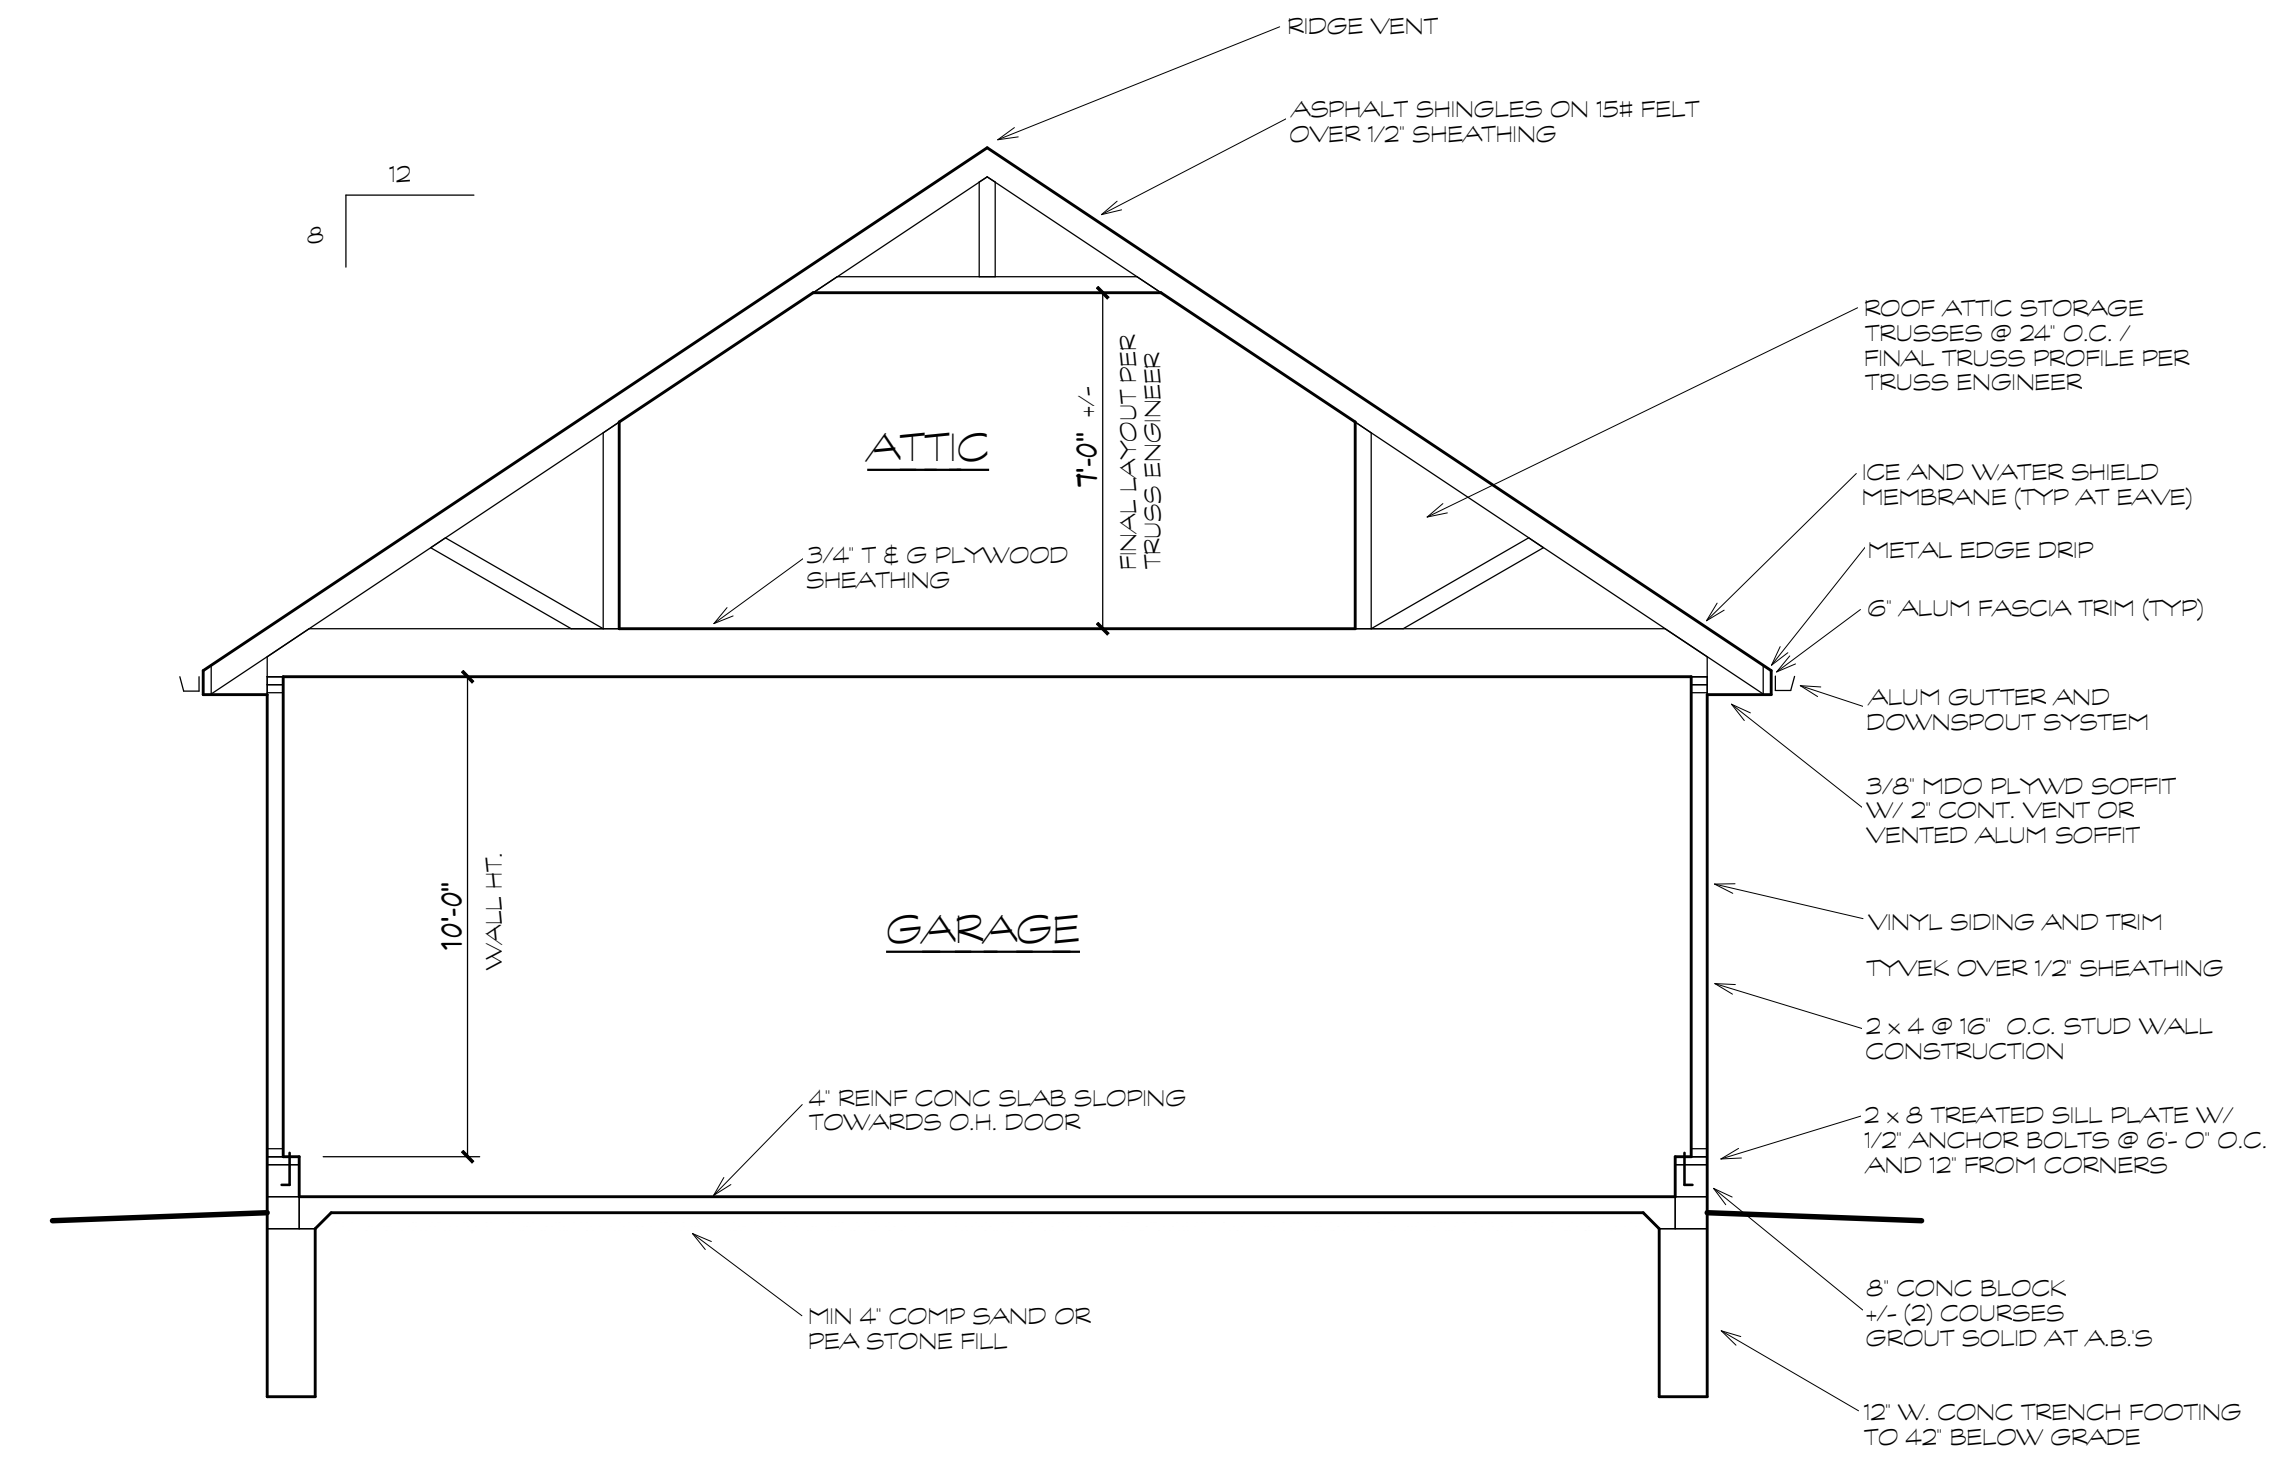 RIDGE VENT
ASPHALT SHINGLES ON 15# FELT
OVER 1/2" SHEATHING
12
8
ROOF ATTIC STORAGE
TRUSSES @ 24" O.C. /
FINAL TRUSS PROFILE PER
TRUSS ENGINEER
ATTIC
7'-0" +/-
FINAL LAYOUT PER
TRUSS ENGINEER
ICE AND WATER SHIELD
MEMBRANE (TYP AT EAVE)
3/4" T & G PLYWOOD
SHEATHING
METAL EDGE DRIP
6" ALUM FASCIA TRIM (TYP)
ALUM GUTTER AND
DOWNSPOUT SYSTEM
3/8" MDO PLYWD SOFFIT
W/ 2" CONT. VENT OR
VENTED ALUM SOFFIT
10'-0"
WALL HT.
GARAGE
VINYL SIDING AND TRIM
TYVEK OVER 1/2" SHEATHING
2 x 4 @ 16" O.C. STUD WALL
CONSTRUCTION
4" REINF CONC SLAB SLOPING
TOWARDS O.H. DOOR
2 x 8 TREATED SILL PLATE W/
1/2" ANCHOR BOLTS @ 6'- 0" O.C.
AND 12" FROM CORNERS
MIN 4" COMP SAND OR
PEA STONE FILL
8" CONC BLOCK
+/- (2) COURSES
GROUT SOLID AT A.B.'S
12" W. CONC TRENCH FOOTING
TO 42" BELOW GRADE